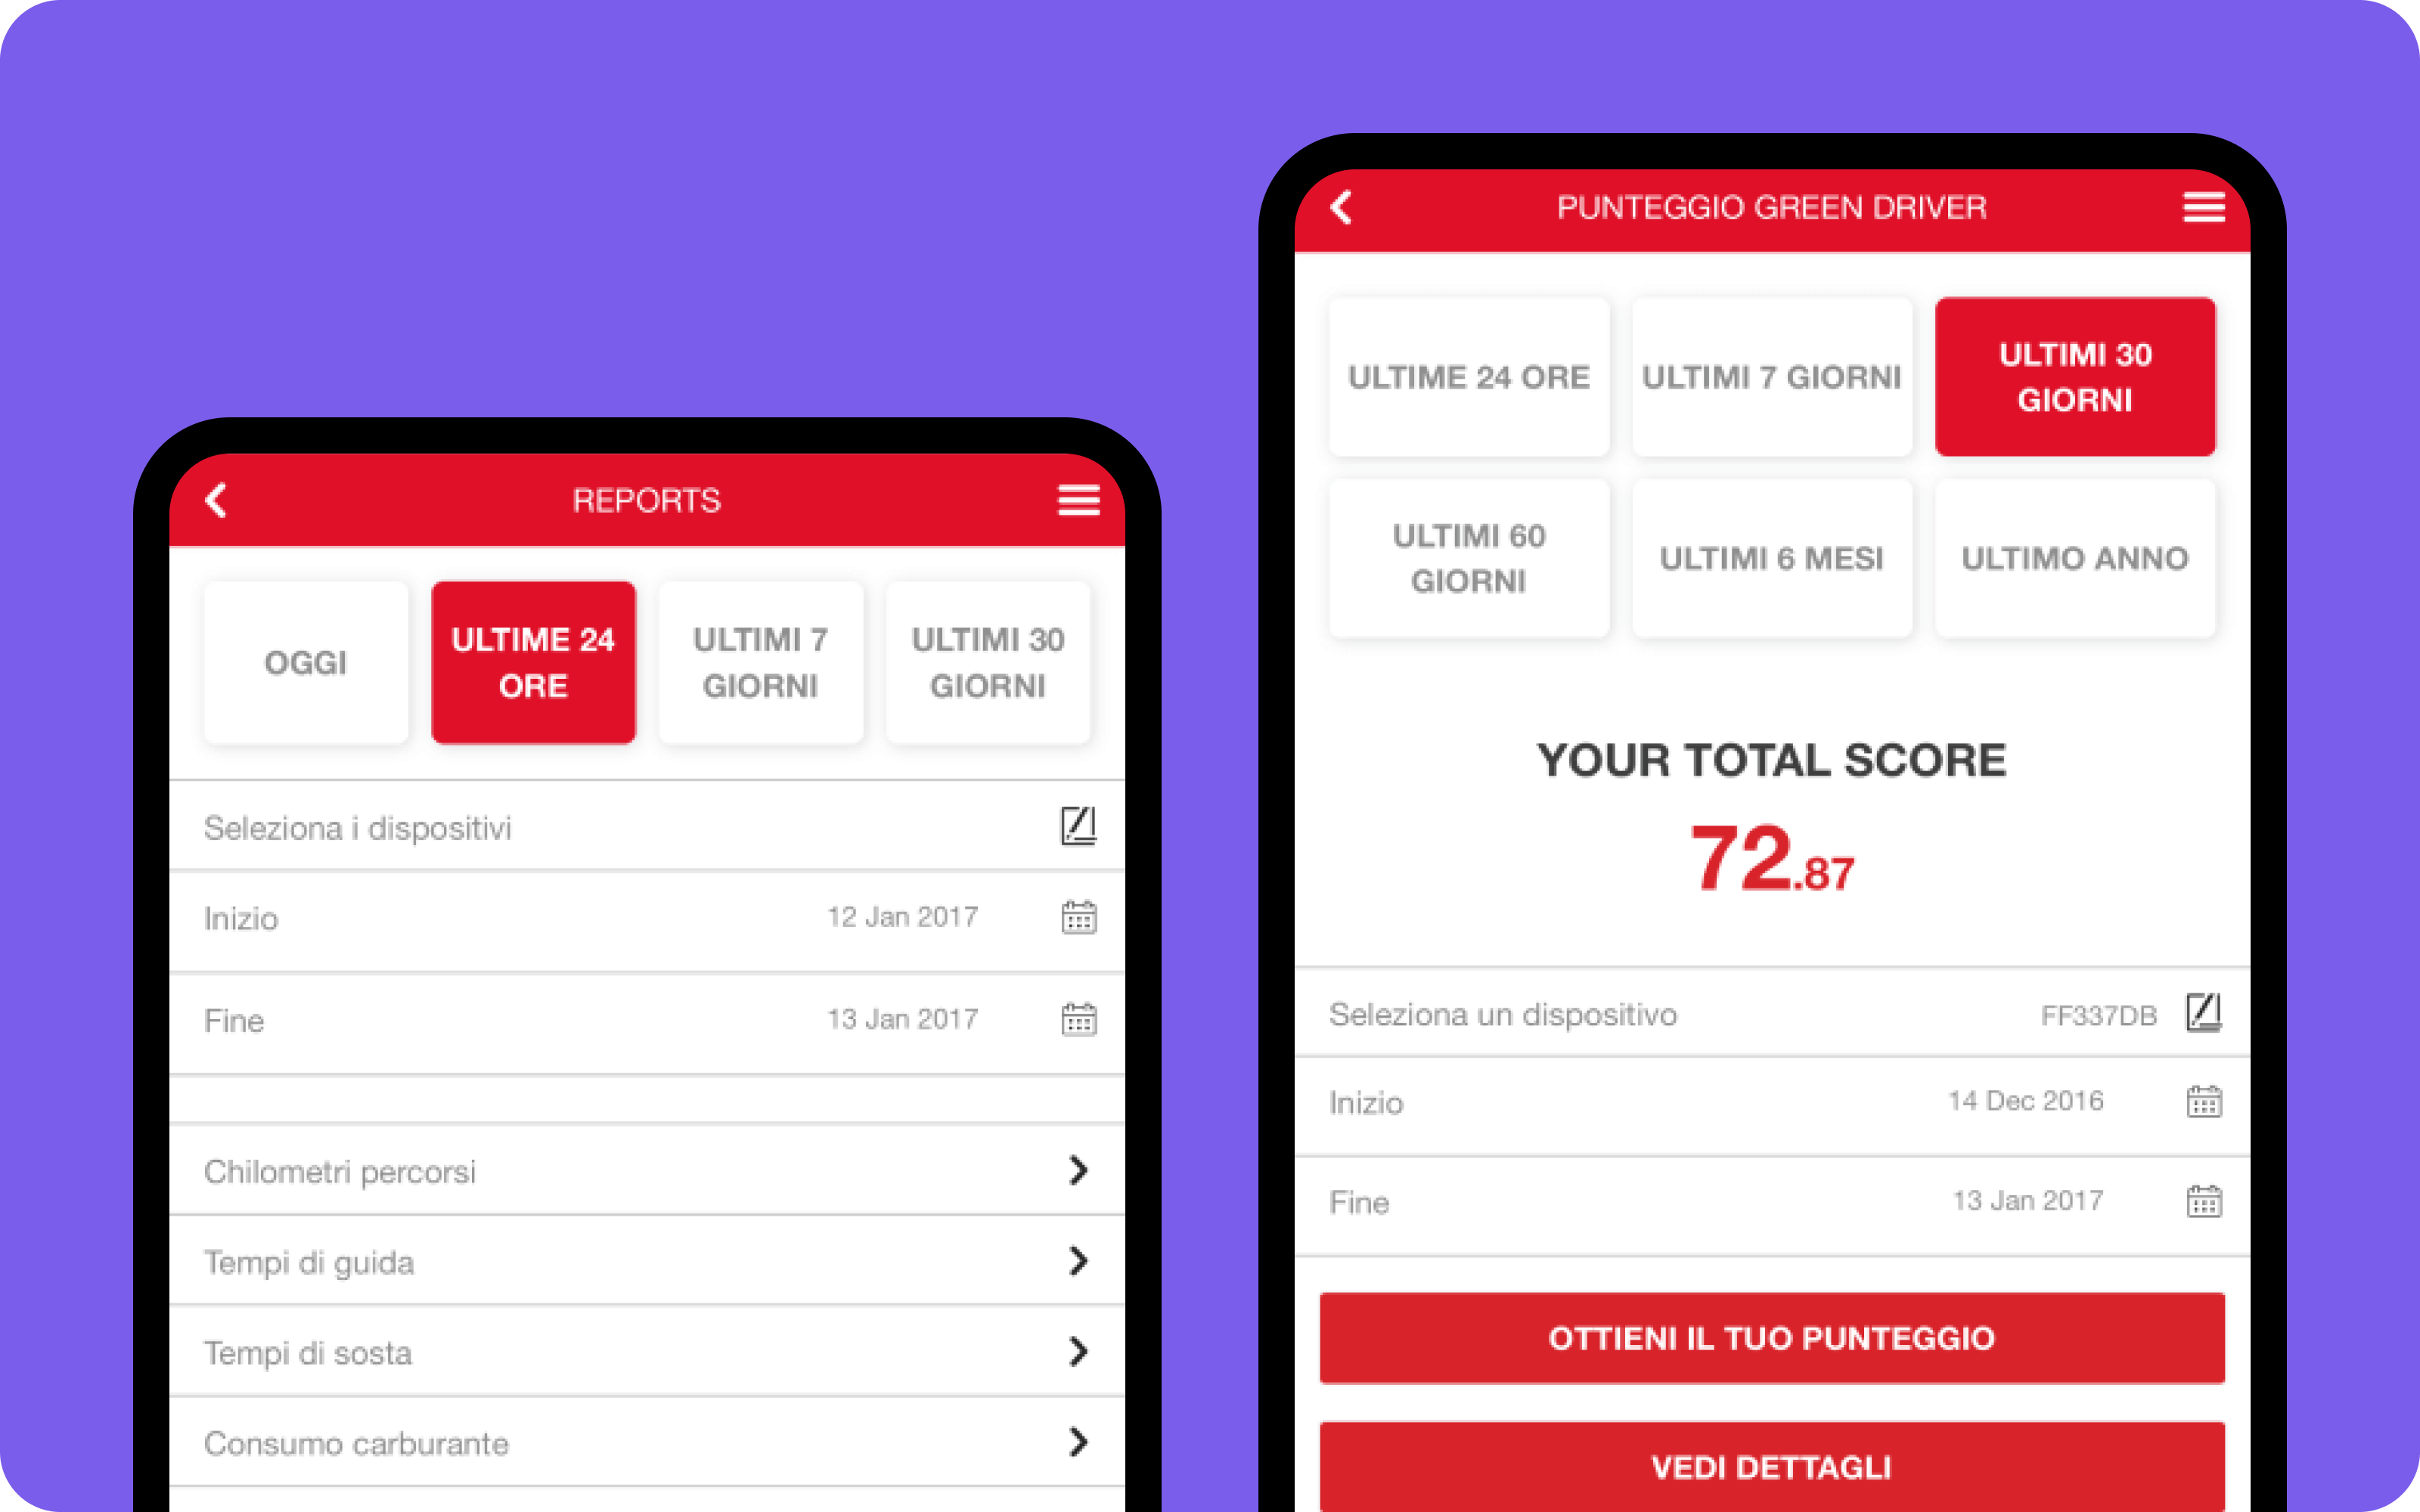 REPORTS
OGGI
ULTIME 24
ORE
ULTIMI 7
GIORNI
ULTIMI 30
GIORNI
Seleziona i dispositivi
Inizio 12 Jan 2017
Fine 13 Jan 2017
Chilometri percorsi
Tempi di guida
Tempi di sosta
Consumo carburante
PUNTEGGIO GREEN DRIVER
ULTIME 24 ORE
ULTIMI 7 GIORNI
ULTIMI 30
GIORNI
ULTIMI 60
GIORNI
ULTIMI 6 MESI
ULTIMO ANNO
YOUR TOTAL SCORE
72.87
Seleziona un dispositivo FF337DB
Inizio 14 Dec 2016
Fine 13 Jan 2017
OTTIENI IL TUO PUNTEGGIO
VEDI DETTAGLI